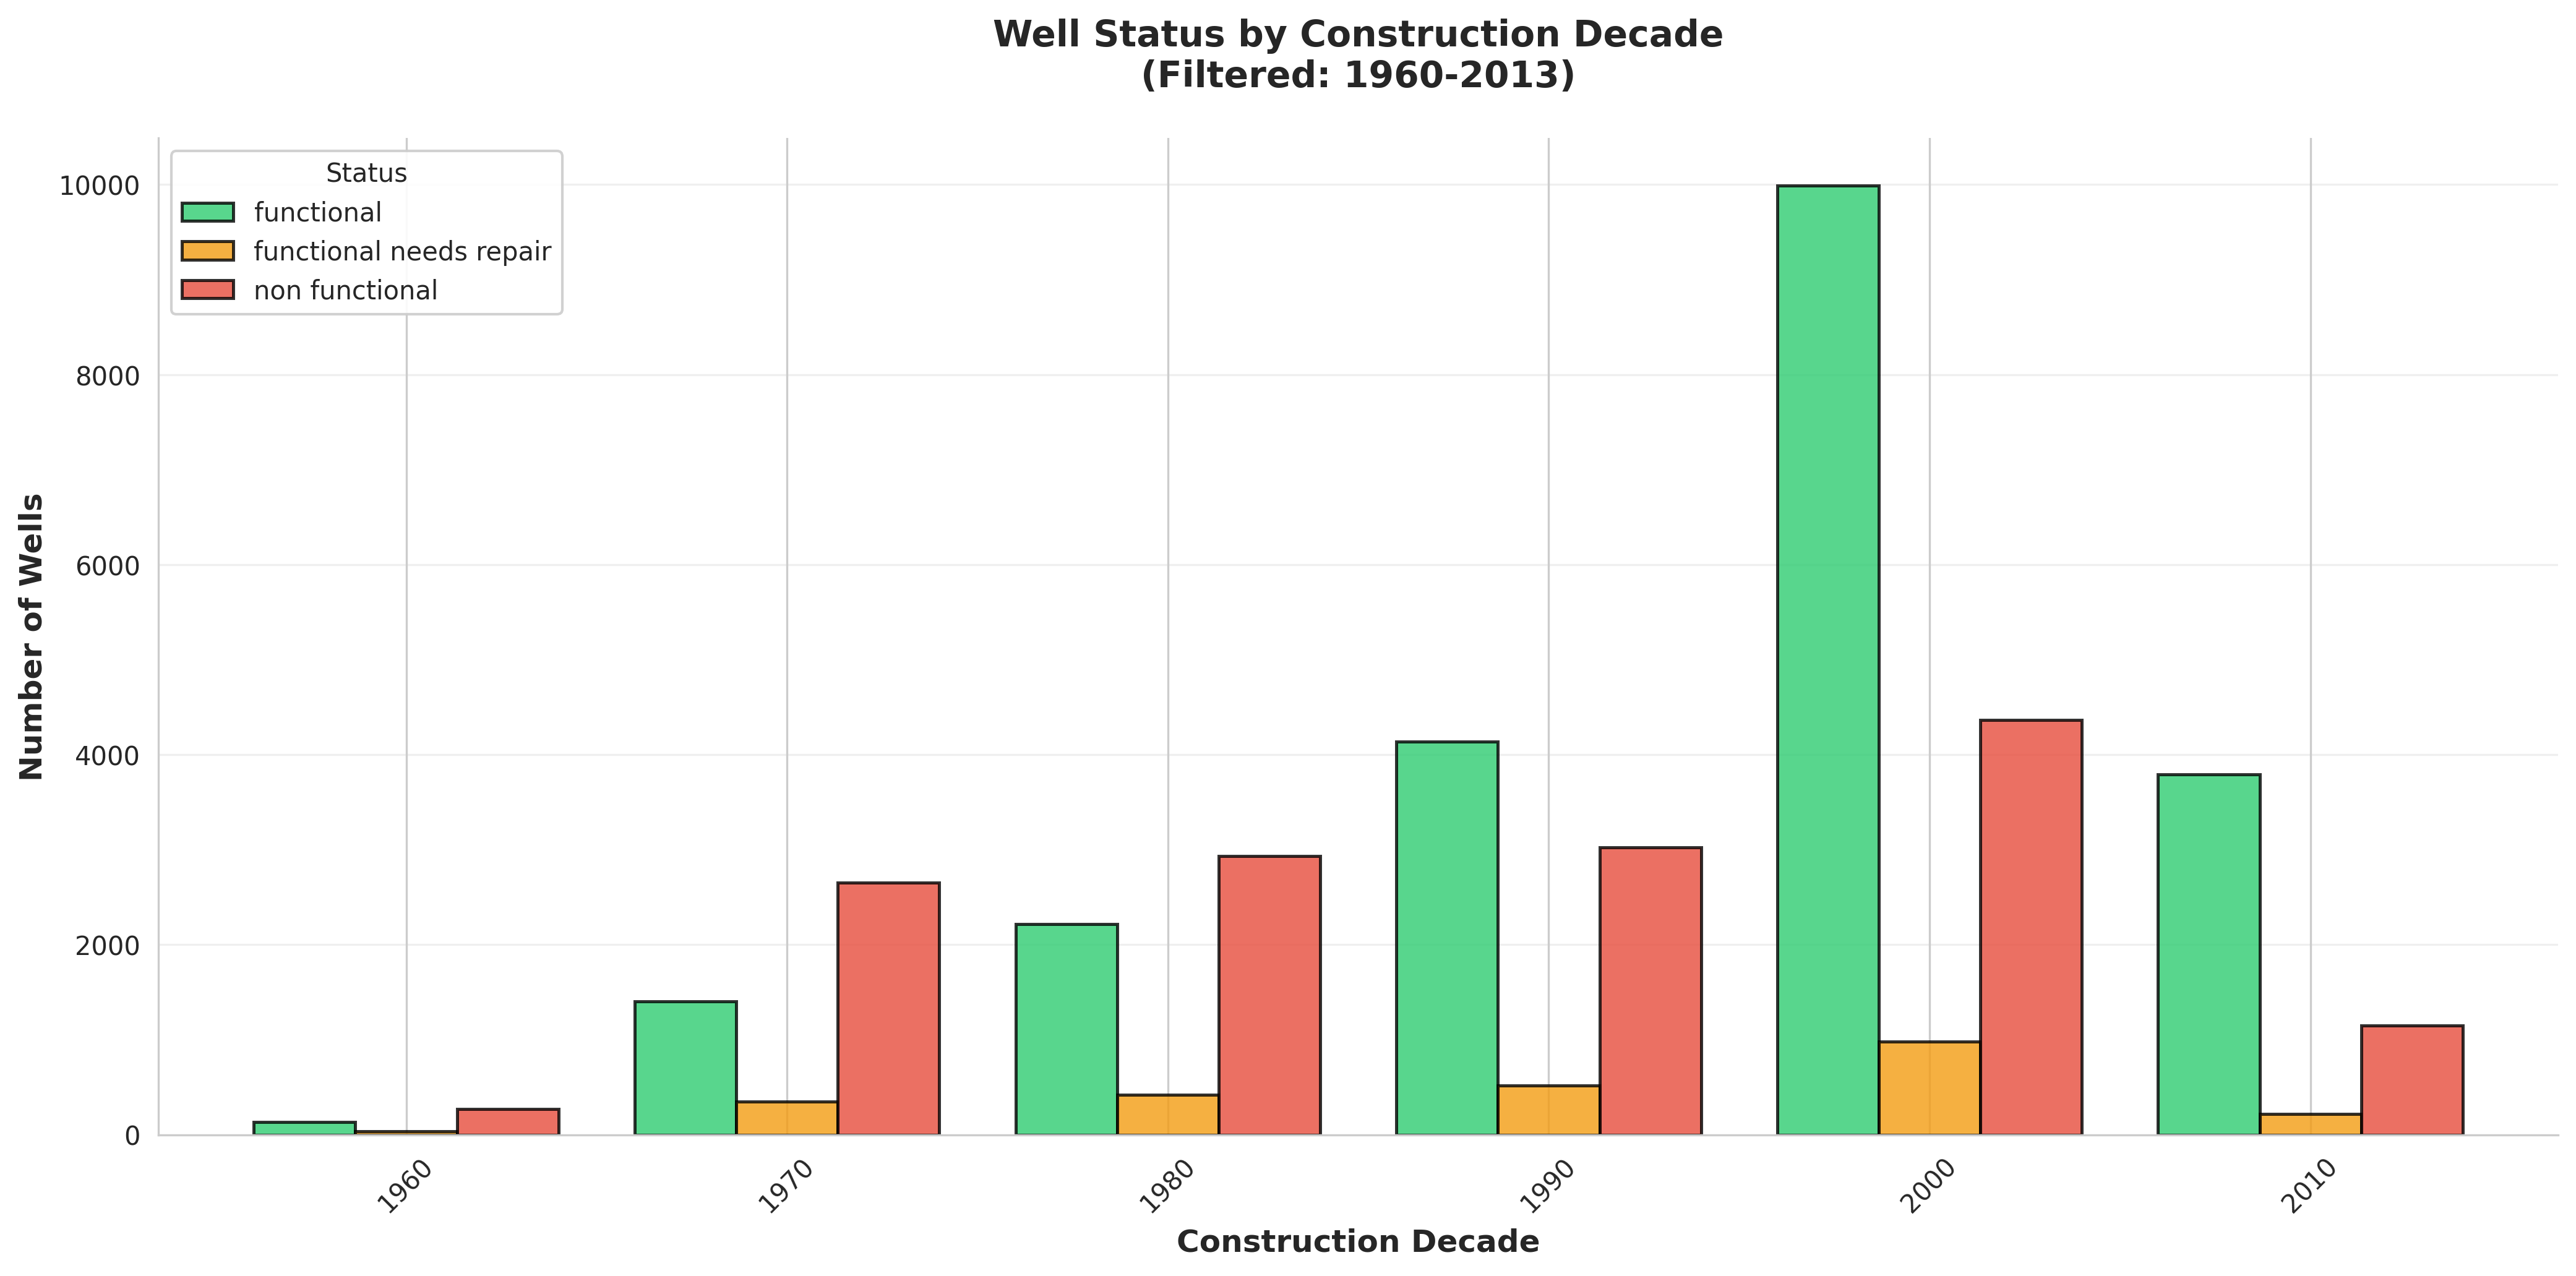 Well Status by Construction Decade
(Filtered: 1960-2013)
Status
functional
functional needs repair
non functional
Number of Wells
10000
8000
6000
4000
2000
0
1960
1970
1980
1990
2000
2010
Construction Decade